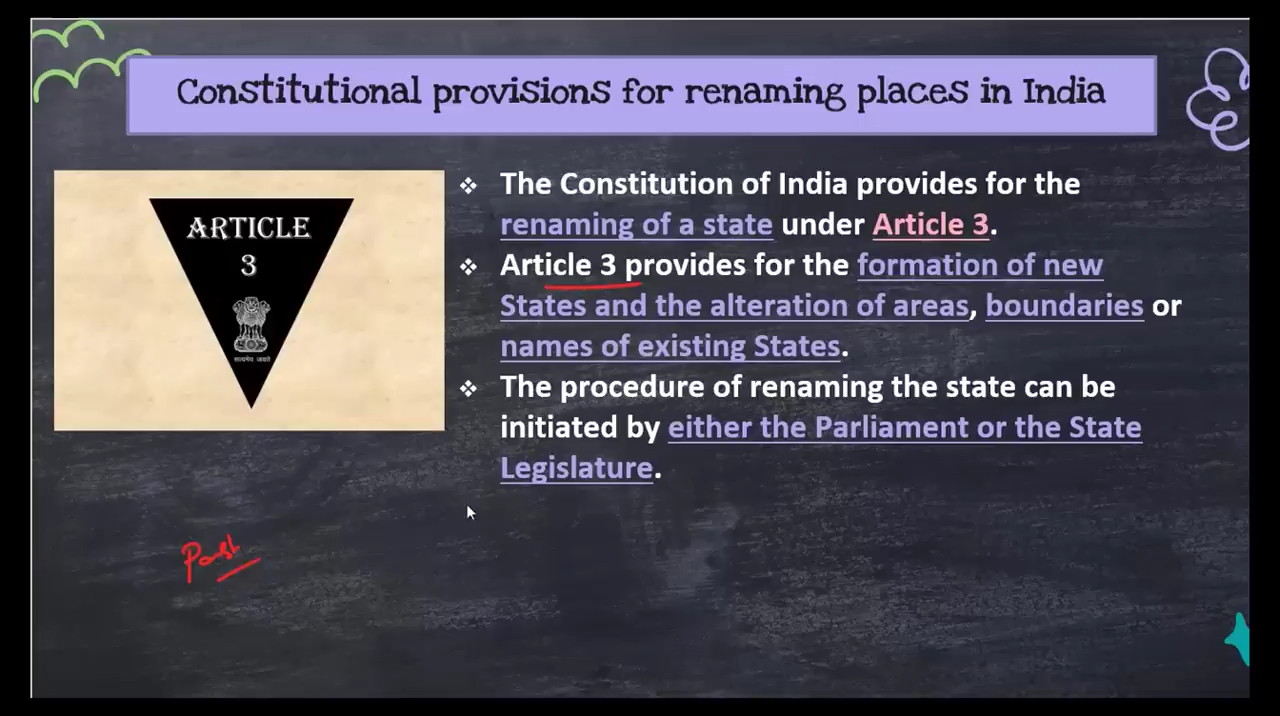 Constitutional provisions for renaming places in India
ARTICLE
3
सत्यमेव जयते
❖ The Constitution of India provides for the
renaming of a state under Article 3.
❖ Article 3 provides for the formation of new
States and the alteration of areas, boundaries or
names of existing States.
❖ The procedure of renaming the state can be
initiated by either the Parliament or the State
Legislature.